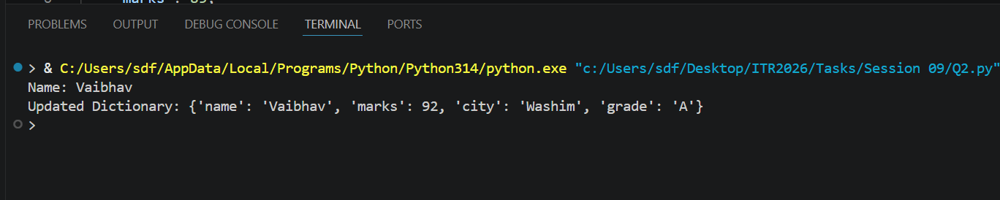 PROBLEMS OUTPUT DEBUG CONSOLE TERMINAL PORTS
> & C:/Users/sdf/AppData/Local/Programs/Python/Python314/python.exe "c:/Users/sdf/Desktop/ITR2026/Tasks/Session 09/Q2.py"
Name: Vaibhav
Updated Dictionary: {'name': 'Vaibhav', 'marks': 92, 'city': 'Washim', 'grade': 'A'}
>